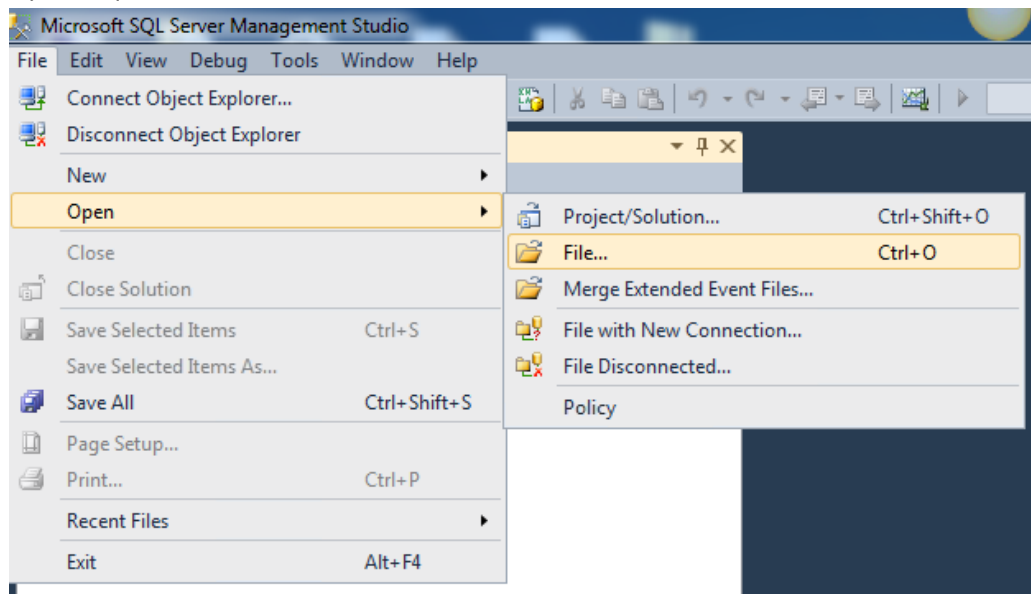 Microsoft SQL Server Management Studio
File Edit View Debug Tools Window Help
Connect Object Explorer...
Disconnect Object Explorer
New
Open
Project/Solution... Ctrl+Shift+O
Close
File... Ctrl+O
Close Solution
Merge Extended Event Files...
Save Selected Items Ctrl+S
File with New Connection...
Save Selected Items As...
File Disconnected...
Save All Ctrl+Shift+S
Policy
Page Setup...
Print... Ctrl+P
Recent Files
Exit Alt+F4